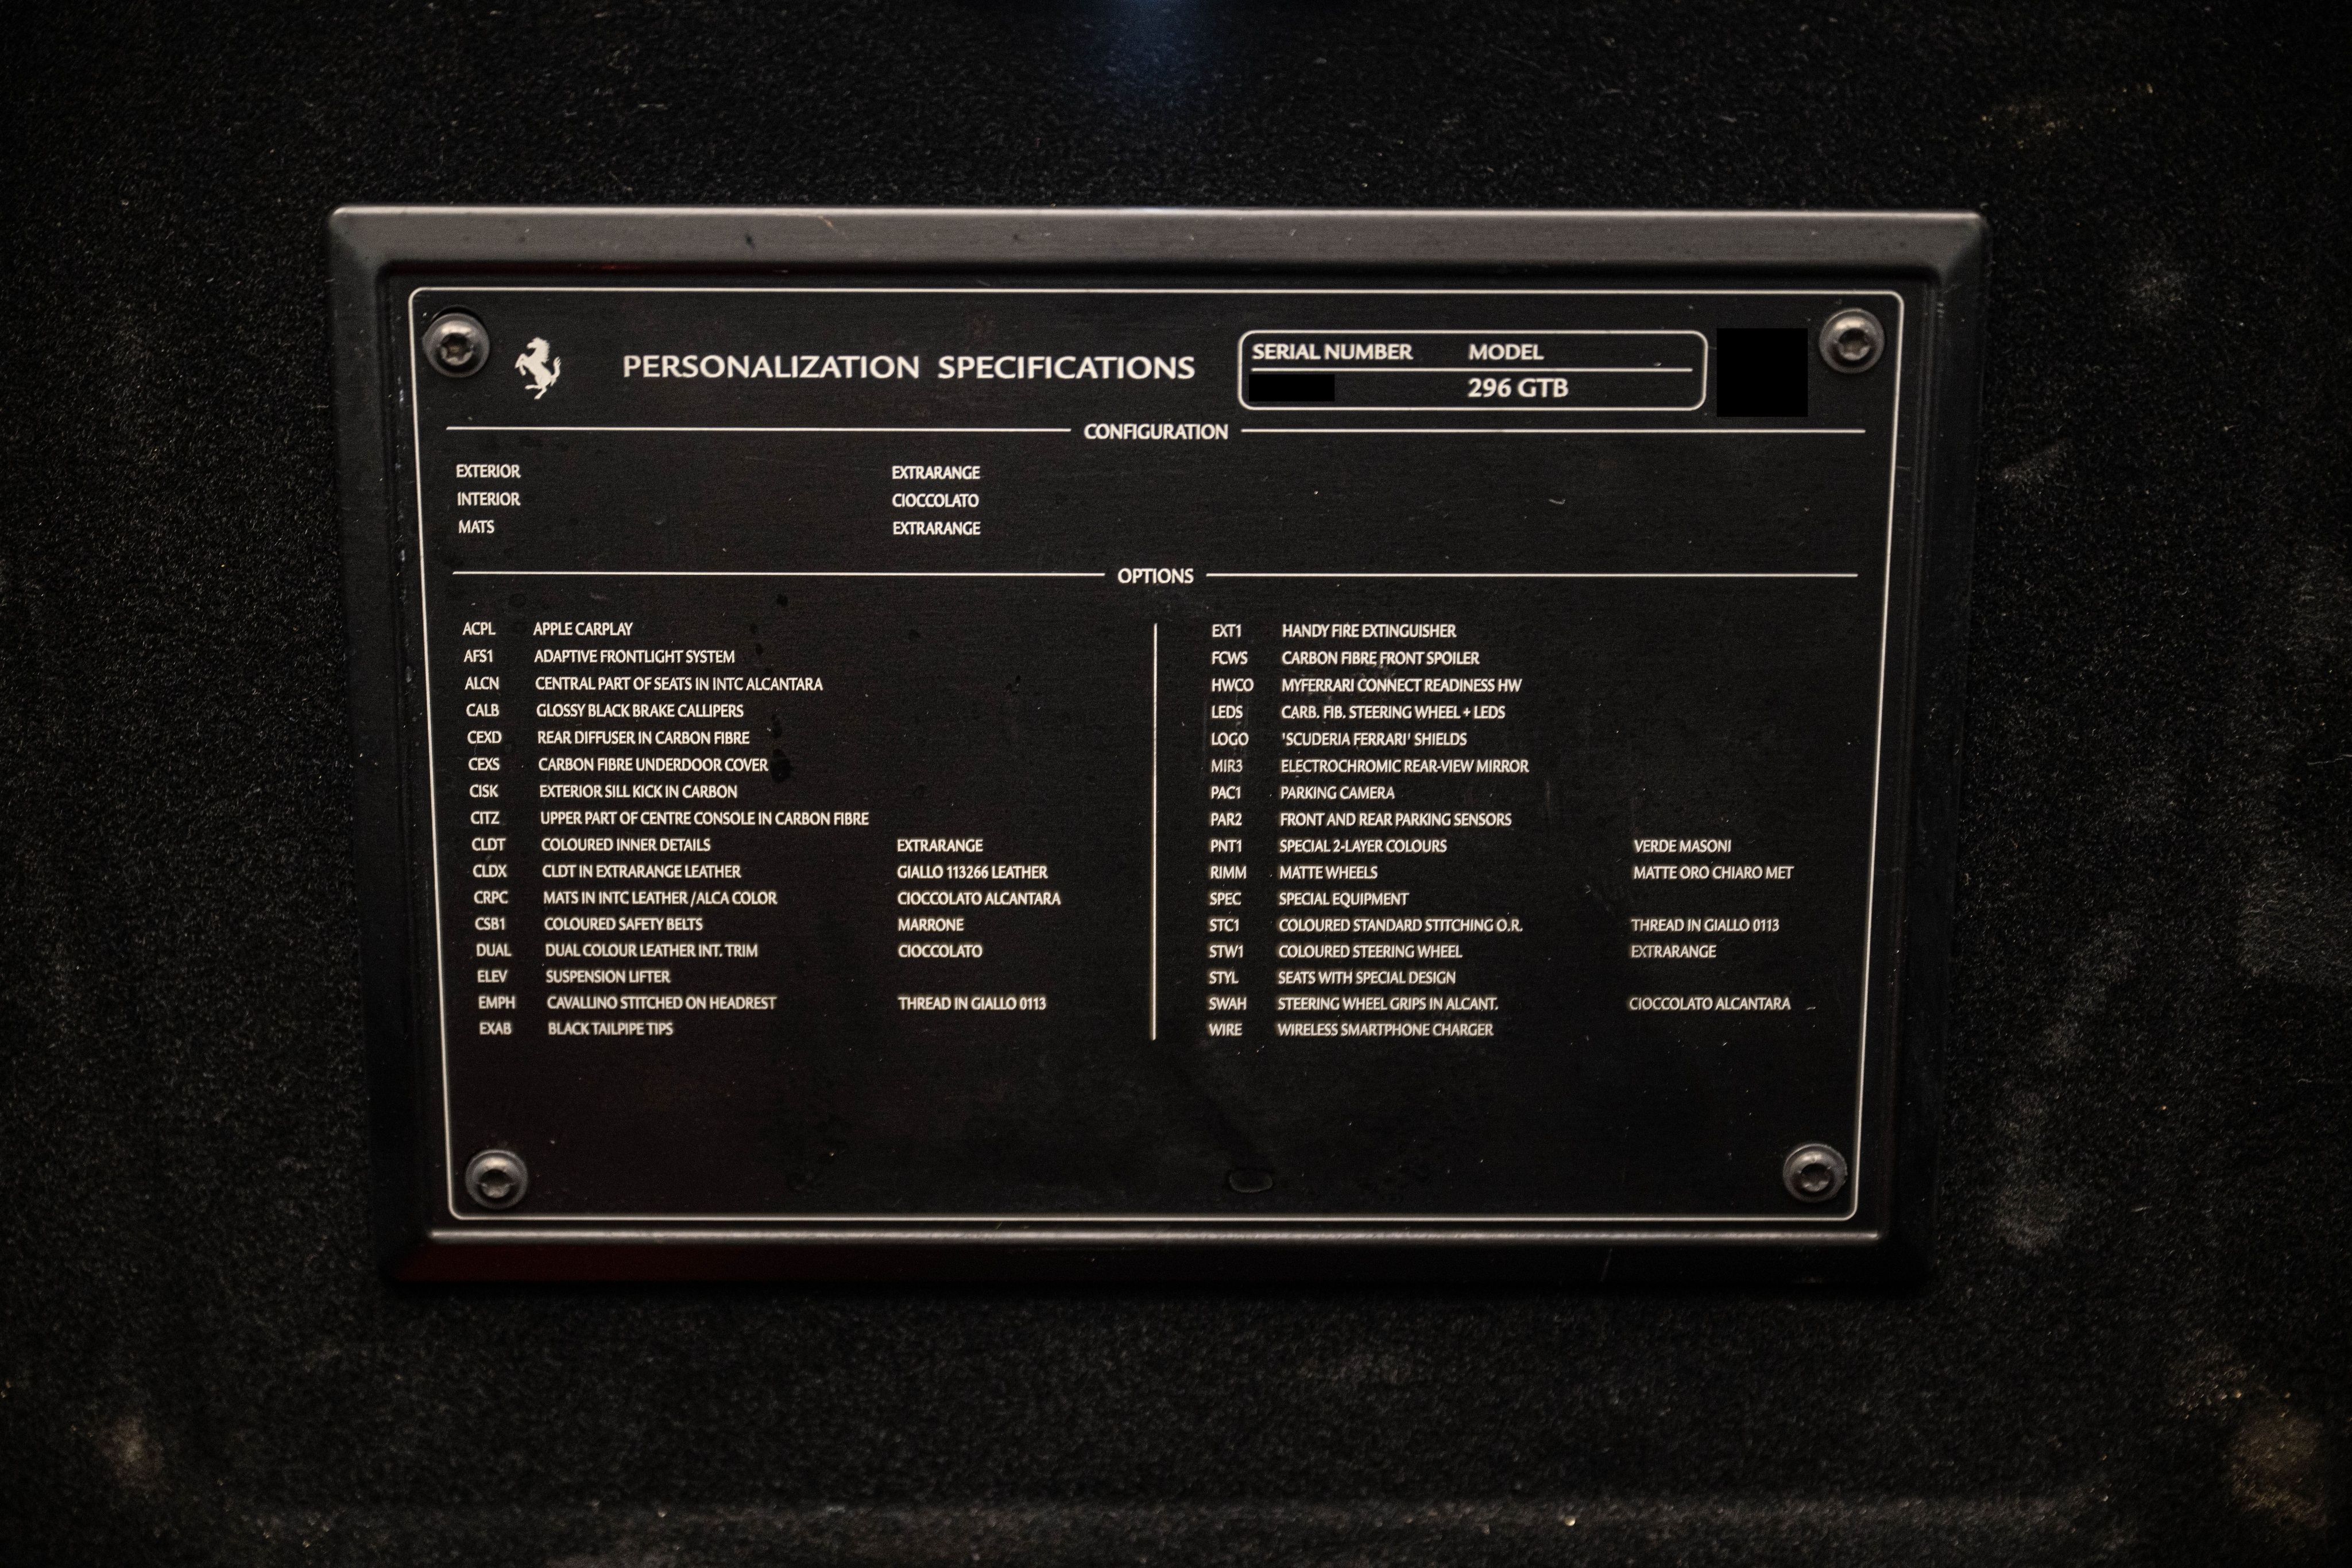 PERSONALIZATION SPECIFICATIONS
SERIAL NUMBER MODEL
296 GTB
CONFIGURATION
EXTERIOR EXTRARANGE
INTERIOR CIOCCOLATO
MATS EXTRARANGE
OPTIONS
ACPL APPLE CARPLAY
AFS1 ADAPTIVE FRONTLIGHT SYSTEM
ALCN CENTRAL PART OF SEATS IN INTC ALCANTARA
CALB GLOSSY BLACK BRAKE CALLIPERS
CEXD REAR DIFFUSER IN CARBON FIBRE
CEXS CARBON FIBRE UNDERDOOR COVER
CISK EXTERIOR SILL KICK IN CARBON
CITZ UPPER PART OF CENTRE CONSOLE IN CARBON FIBRE
CLDT COLOURED INNER DETAILS EXTRARANGE
CLDX CLDT IN EXTRARANGE LEATHER GIALLO 113266 LEATHER
CRPC MATS IN INTC LEATHER /ALCA COLOR CIOCCOLATO ALCANTARA
CSB1 COLOURED SAFETY BELTS MARRONE
DUAL DUAL COLOUR LEATHER INT. TRIM CIOCCOLATO
ELEV SUSPENSION LIFTER
EMPH CAVALLINO STITCHED ON HEADREST THREAD IN GIALLO 0113
EXAB BLACK TAILPIPE TIPS
EXT1 HANDY FIRE EXTINGUISHER
FCWS CARBON FIBRE FRONT SPOILER
HWCO MYFERRARI CONNECT READINESS HW
LEDS CARB. FIB. STEERING WHEEL + LEDS
LOGO 'SCUDERIA FERRARI' SHIELDS
MIR3 ELECTROCHROMIC REAR-VIEW MIRROR
PAC1 PARKING CAMERA
PAR2 FRONT AND REAR PARKING SENSORS
PNT1 SPECIAL 2-LAYER COLOURS VERDE MASONI
RIMM MATTE WHEELS MATTE ORO CHIARO MET
SPEC SPECIAL EQUIPMENT
STC1 COLOURED STANDARD STITCHING O.R. THREAD IN GIALLO 0113
STW1 COLOURED STEERING WHEEL EXTRARANGE
STYL SEATS WITH SPECIAL DESIGN
SWAH STEERING WHEEL GRIPS IN ALCANT. CIOCCOLATO ALCANTARA
WIRE WIRELESS SMARTPHONE CHARGER